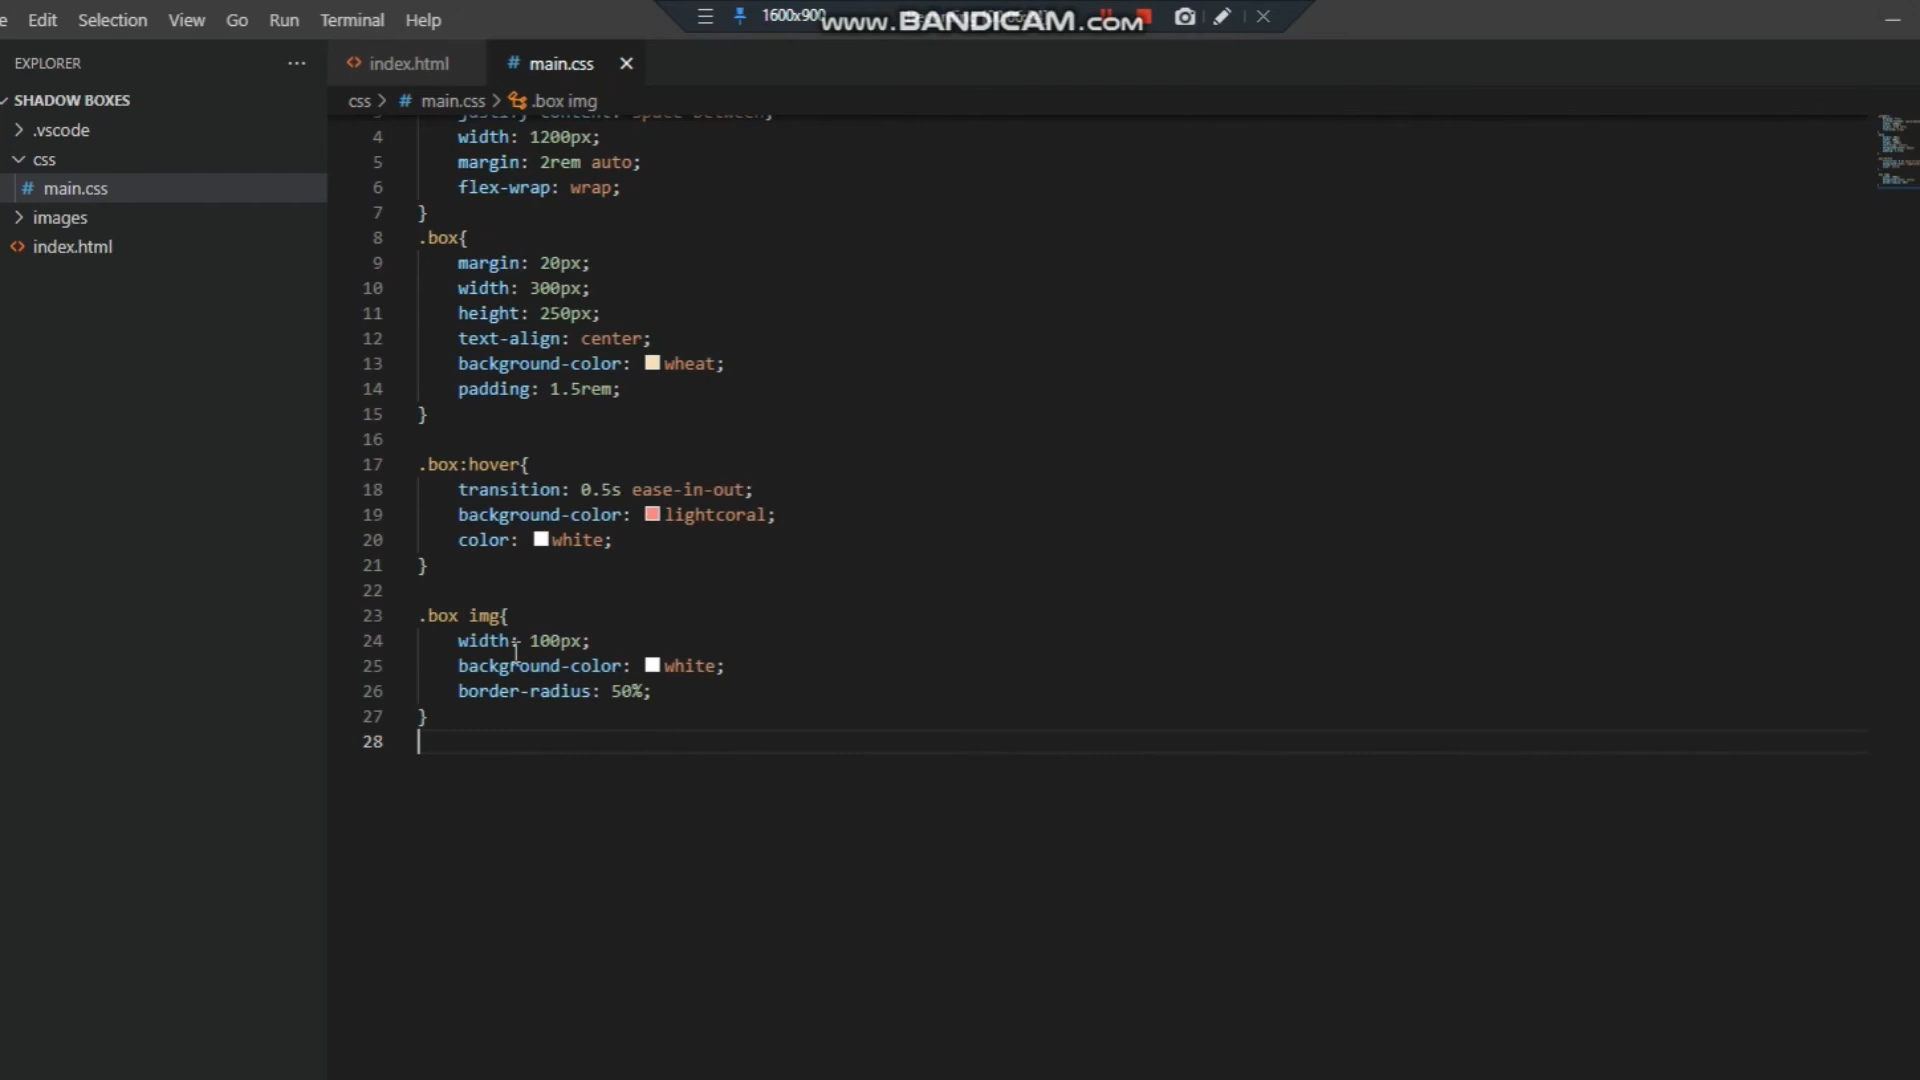 Edit Selection View Go Run Terminal Help
1600x900
www.BANDICAM.com
EXPLORER
index.html
# main.css
SHADOW BOXES
css > # main.css > .box img
.vscode
css
# main.css
images
index.html
justify-content: space-between;
4 width: 1200px;
5 margin: 2rem auto;
6 flex-wrap: wrap;
7 }
8 .box{
9 margin: 20px;
10 width: 300px;
11 height: 250px;
12 text-align: center;
13 background-color: wheat;
14 padding: 1.5rem;
15 }
16
17 .box:hover{
18 transition: 0.5s ease-in-out;
19 background-color: lightcoral;
20 color: white;
21 }
22
23 .box img{
24 width: 100px;
25 background-color: white;
26 border-radius: 50%;
27 }
28